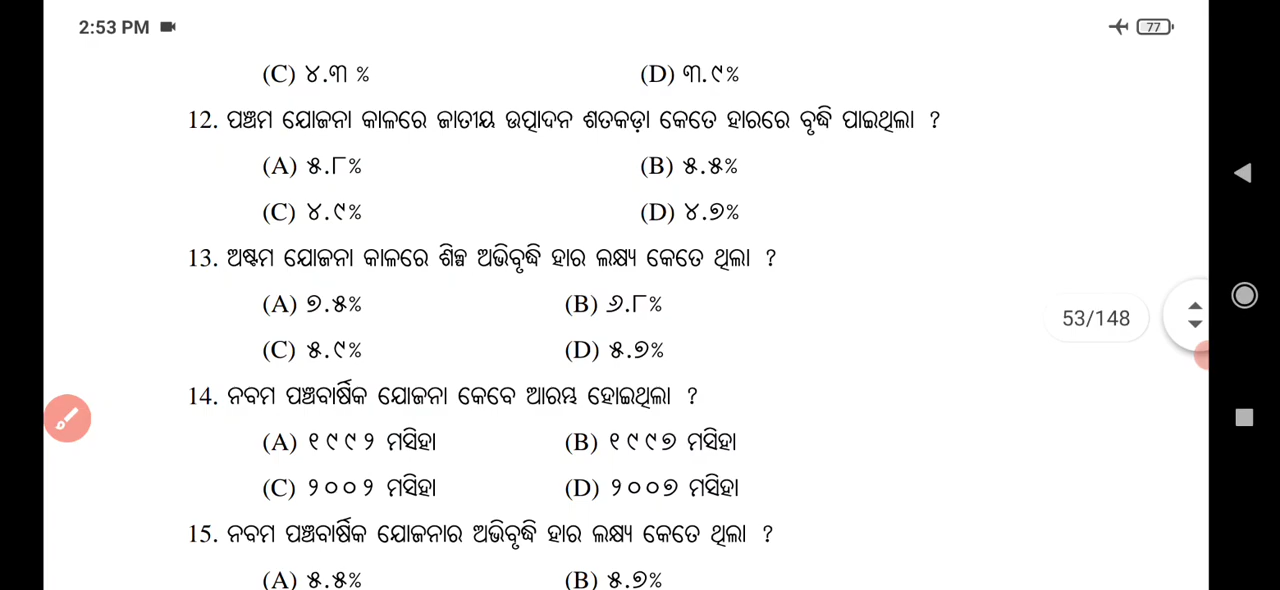 2:53 PM
77
(C) ୪.୩ % (D) ୩.୯%
12. ପଞ୍ଚମ ଯୋଜନା କାଳରେ ଜାତୀୟ ଉତ୍ପାଦନ ଶତକଡ଼ା କେତେ ହାରରେ ବୃଦ୍ଧି ପାଇଥିଲା ?
(A) ୫.୮% (B) ୫.୫%
(C) ୪.୯% (D) ୪.୭%
13. ଅଷ୍ଟମ ଯୋଜନା କାଳରେ ଶିଳ୍ପ ଅଭିବୃଦ୍ଧି ହାର ଲକ୍ଷ୍ୟ କେତେ ଥିଲା ?
(A) ୭.୫% (B) ୬.୮%
53/148
(C) ୫.୯% (D) ୫.୭%
14. ନବମ ପଞ୍ଚବାର୍ଷିକ ଯୋଜନା କେବେ ଆରମ୍ଭ ହୋଇଥିଲା ?
(A) ୧୯୯୨ ମସିହା (B) ୧୯୯୭ ମସିହା
(C) ୨୦୦୨ ମସିହା (D) ୨୦୦୭ ମସିହା
15. ନବମ ପଞ୍ଚବାର୍ଷିକ ଯୋଜନାର ଅଭିବୃଦ୍ଧି ହାର ଲକ୍ଷ୍ୟ କେତେ ଥିଲା ?
(A) ୫.୫% (B) ୫.୭%